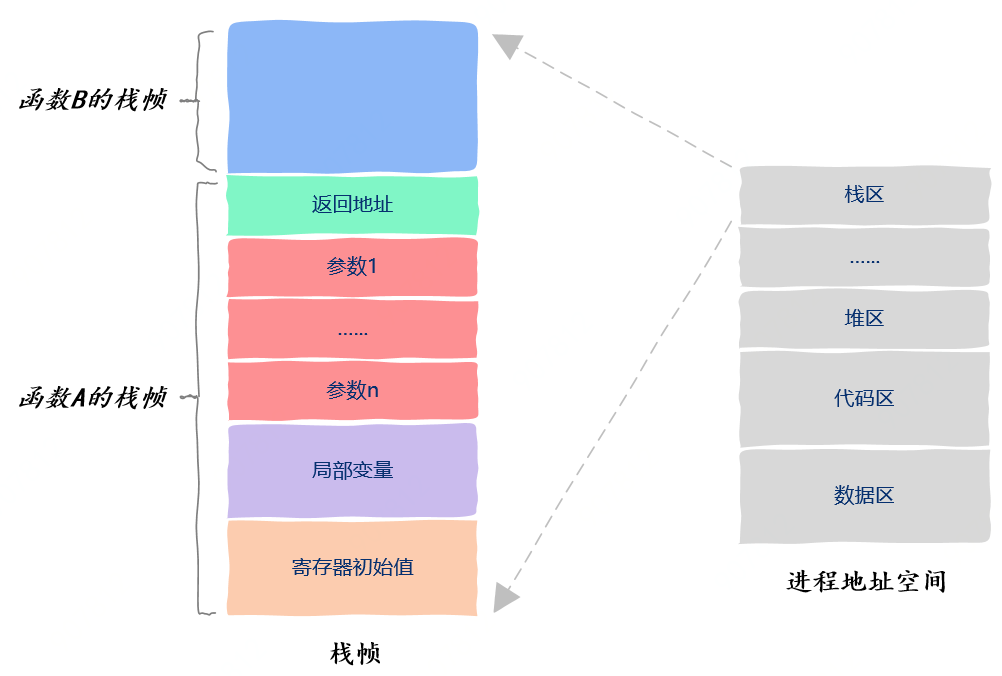 函数B的栈帧
返回地址
参数1
......
参数n
函数A的栈帧
局部变量
寄存器初始值
栈帧
栈区
......
堆区
代码区
数据区
进程地址空间